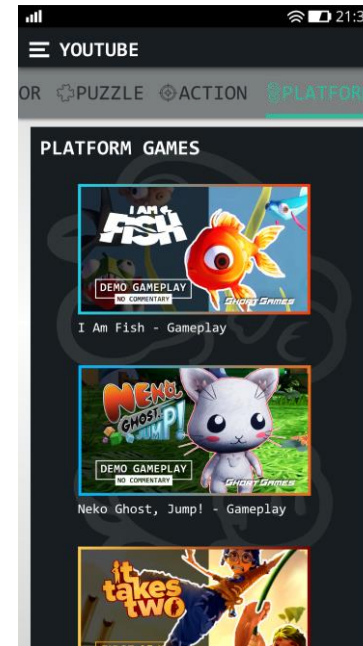 21:3
YOUTUBE
OR PUZZLE ACTION PLATFOR
PLATFORM GAMES
I AM
FISH
DEMO GAMEPLAY
NO COMMENTARY
GHOST GAMES
I Am Fish - Gameplay
NEKO
GHOST,
JUMP!
DEMO GAMEPLAY
NO COMMENTARY
GHOST GAMES
Neko Ghost, Jump! - Gameplay
it
takes
two